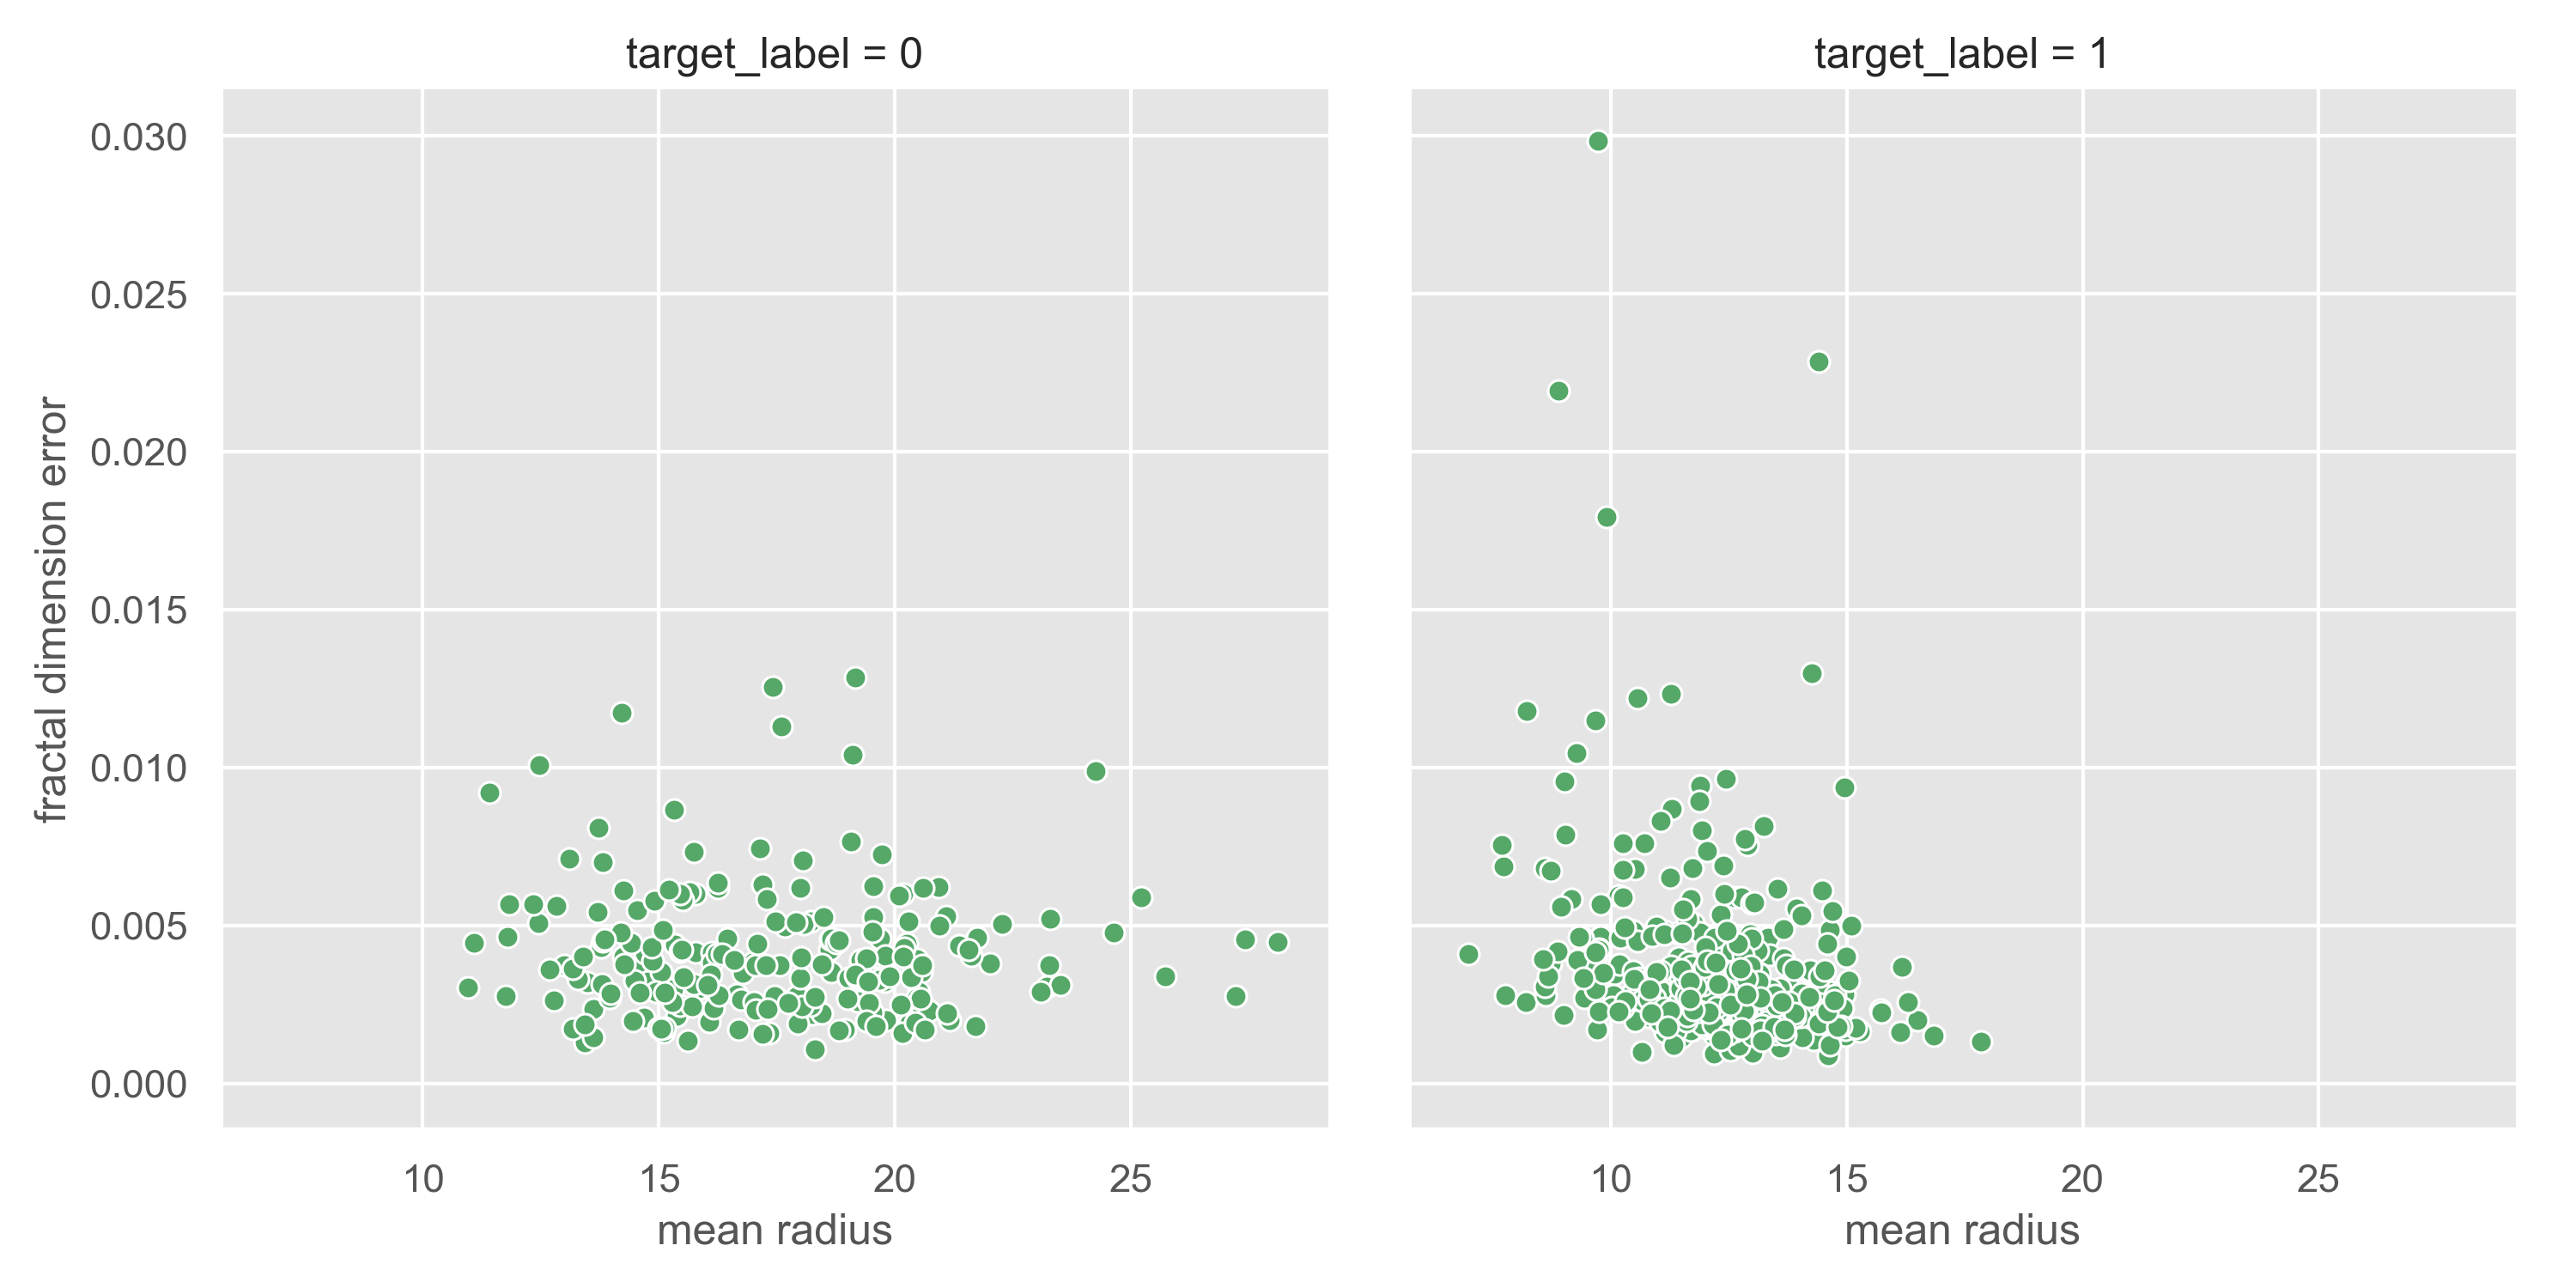 target_label = 0
target_label = 1
0.030
0.025
0.020
0.015
0.010
0.005
0.000
fractal dimension error
10 15 20 25
10 15 20 25
mean radius
mean radius